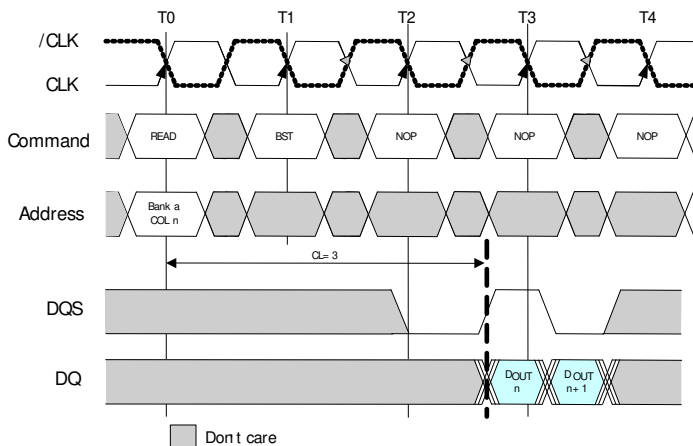 T0 T1 T2 T3 T4
/CLK
CLK
Command READ BST NOP NOP NOP
Address Bank a
COL n
CL= 3
DQS
DQ DOUT
n DOUT
n+ 1
Don't care